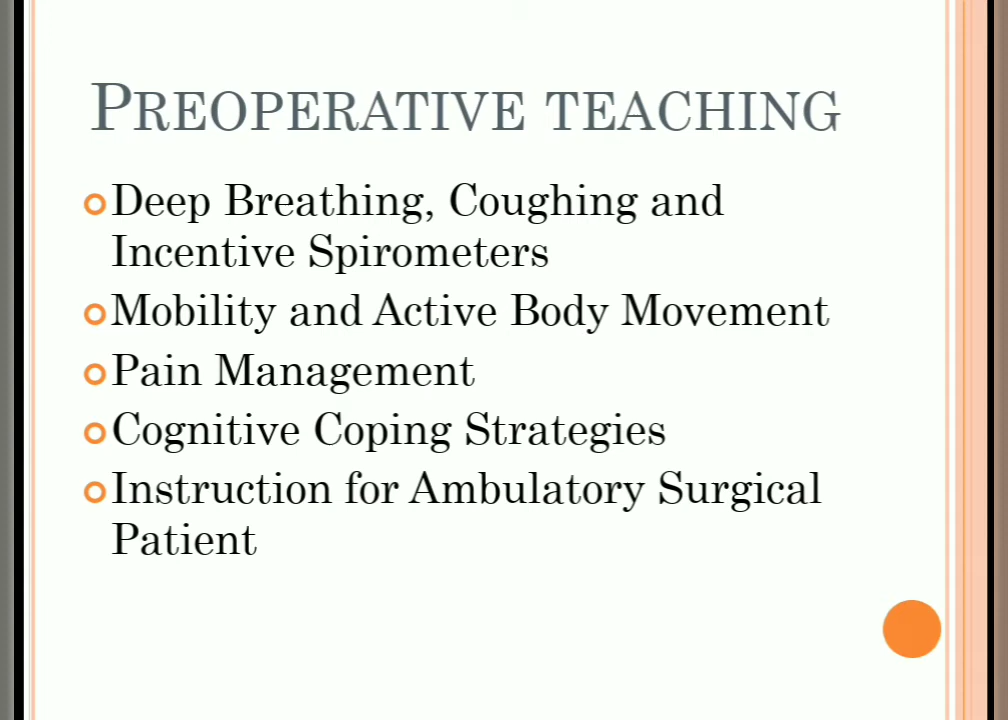 PREOPERATIVE TEACHING
Deep Breathing, Coughing and
Incentive Spirometers
Mobility and Active Body Movement
Pain Management
Cognitive Coping Strategies
Instruction for Ambulatory Surgical
Patient